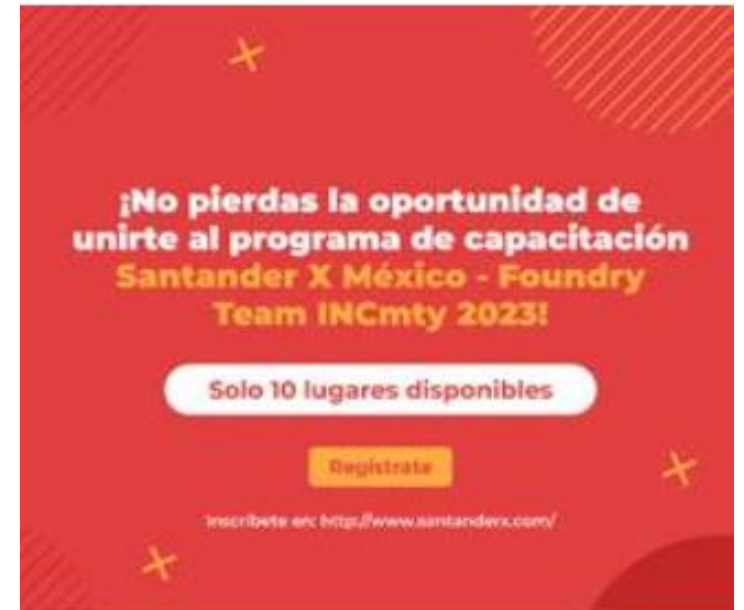 ¡No pierdas la oportunidad de
unirte al programa de capacitación
Santander X México - Foundry
Team INCmty 2023!
Solo 10 lugares disponibles
Regístrate
Inscríbete en: http://www.santanderx.com/